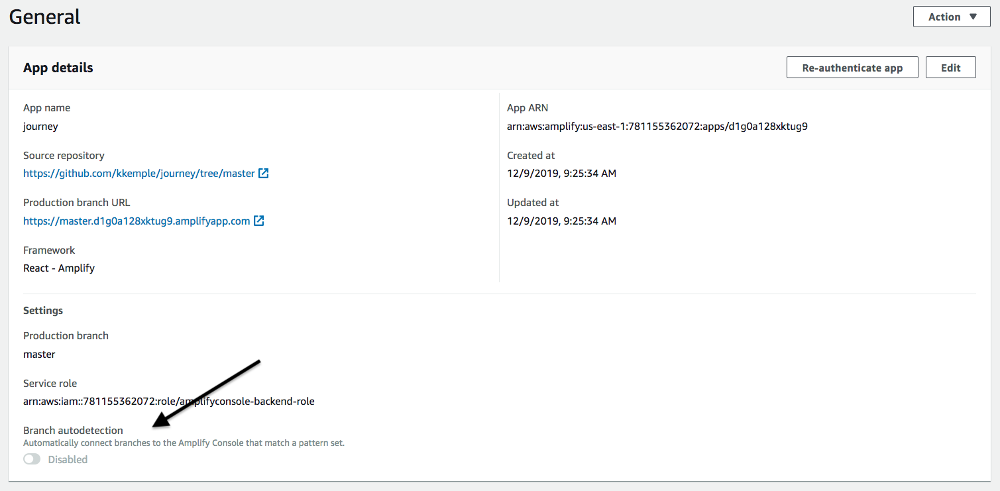 General
Action
App details
Re-authenticate app
Edit
App name
journey
Source repository
https://github.com/kkemple/journey/tree/master
Production branch URL
https://master.d1g0a128xktug9.amplifyapp.com
Framework
React - Amplify
App ARN
arn:aws:amplify:us-east-1:781155362072:apps/d1g0a128xktug9
Created at
12/9/2019, 9:25:34 AM
Updated at
12/9/2019, 9:25:34 AM
Settings
Production branch
master
Service role
arn:aws:iam::781155362072:role/amplifyconsole-backend-role
Branch autodetection
Automatically connect branches to the Amplify Console that match a pattern set.
Disabled